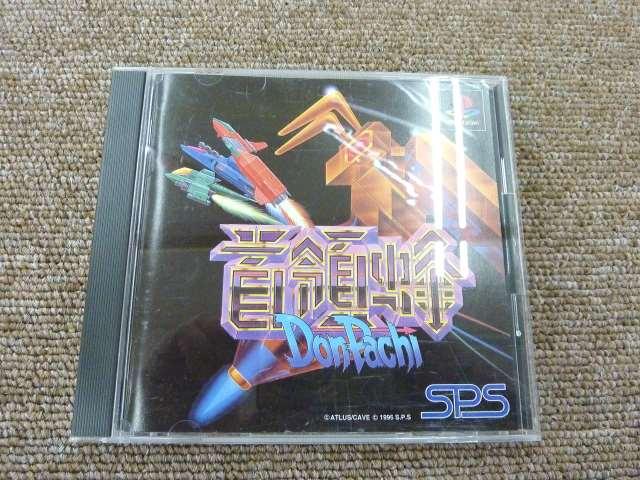 首領蜂
DonPachi
SPS
©ATLUS/CAVE © 1996 S.P.S